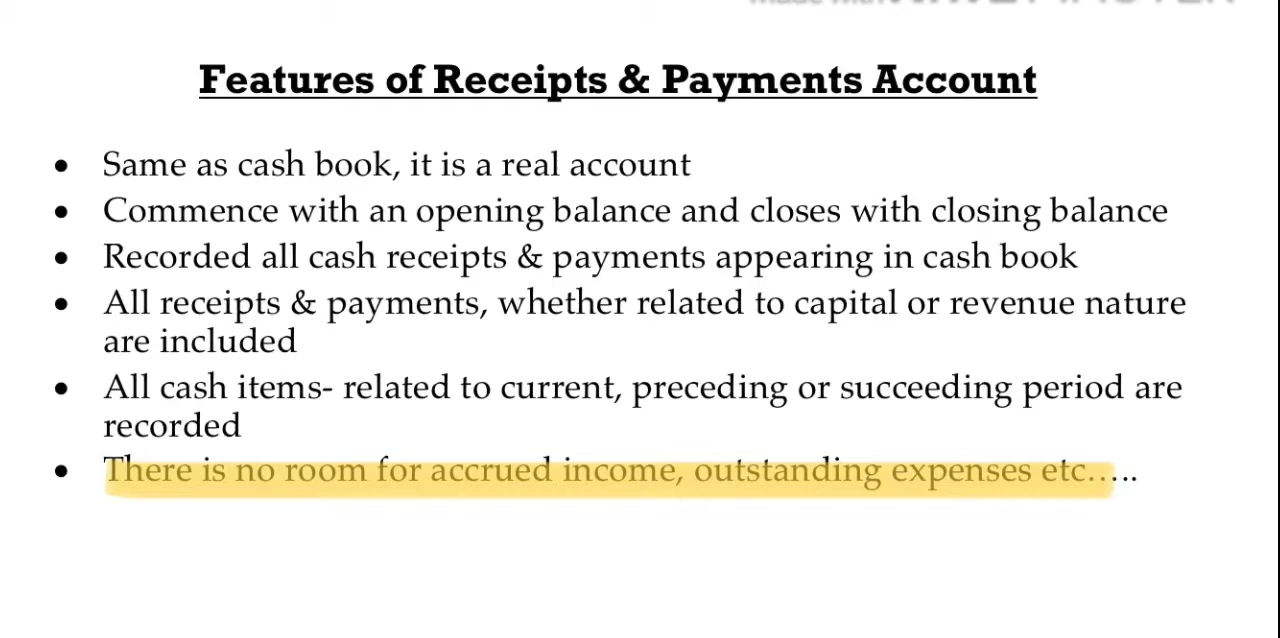 Features of Receipts & Payments Account
• Same as cash book, it is a real account
• Commence with an opening balance and closes with closing balance
• Recorded all cash receipts & payments appearing in cash book
• All receipts & payments, whether related to capital or revenue nature
are included
• All cash items- related to current, preceding or succeeding period are
recorded
• There is no room for accrued income, outstanding expenses etc…..